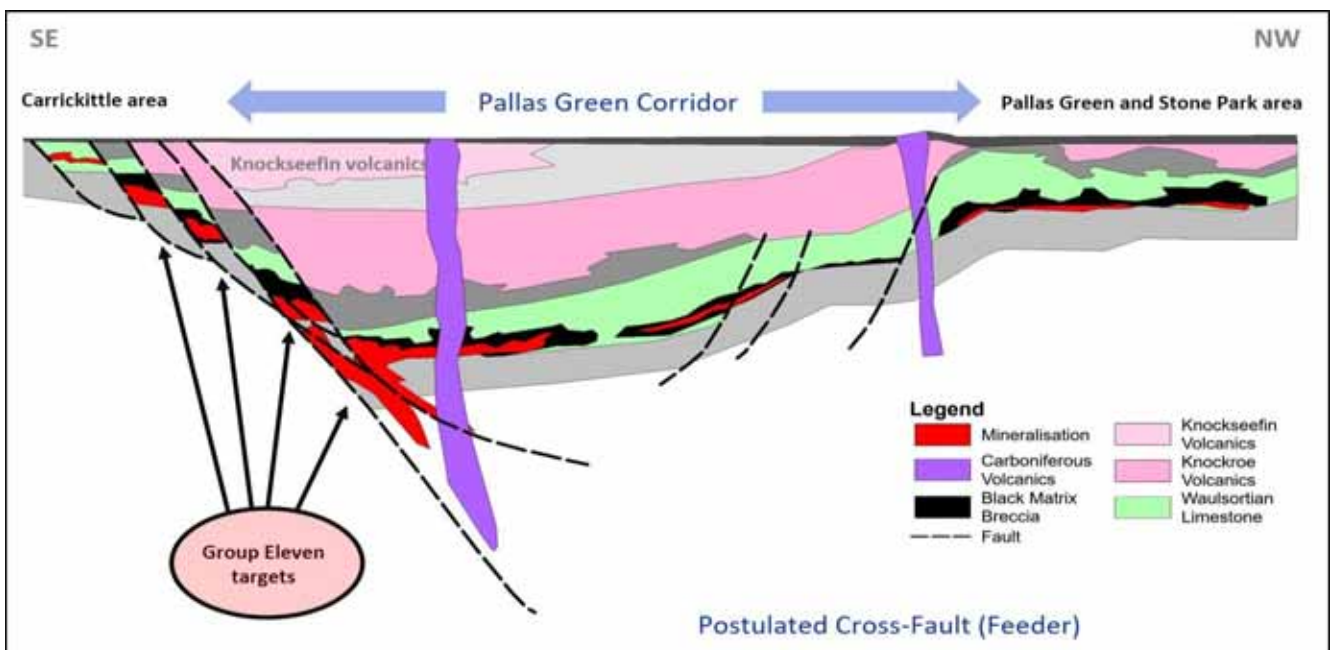 SE
NW
Carrickittle area
Pallas Green Corridor
Pallas Green and Stone Park area
Knockseefin volcanics
Legend
Mineralisation
Carboniferous
Volcanics
Black Matrix
Breccia
Fault
Knockseefin
Volcanics
Knockroe
Volcanics
Waulsortian
Limestone
Group Eleven
targets
Postulated Cross-Fault (Feeder)